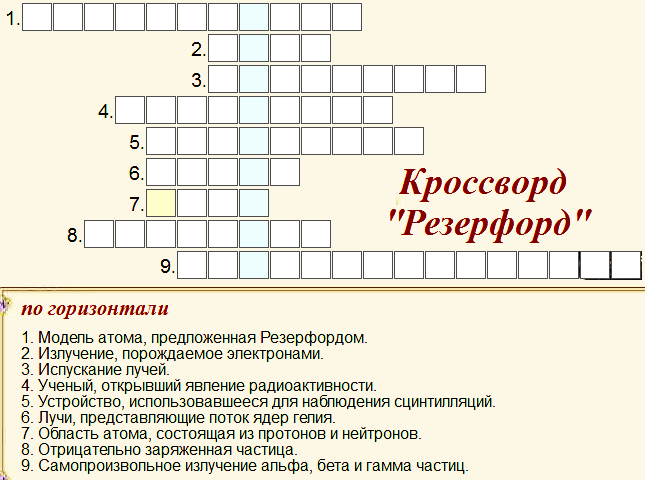 1.
2.
3.
4.
5.
6.
7.
8.
9.
Кроссворд
"Резерфорд"
по горизонтали
1. Модель атома, предложенная Резерфордом.
2. Излучение, порождаемое электронами.
3. Испускание лучей.
4. Ученый, открывший явление радиоактивности.
5. Устройство, использовавшееся для наблюдения сцинтилляций.
6. Лучи, представляющие поток ядер гелия.
7. Область атома, состоящая из протонов и нейтронов.
8. Отрицательно заряженная частица.
9. Самопроизвольное излучение альфа, бета и гамма частиц.